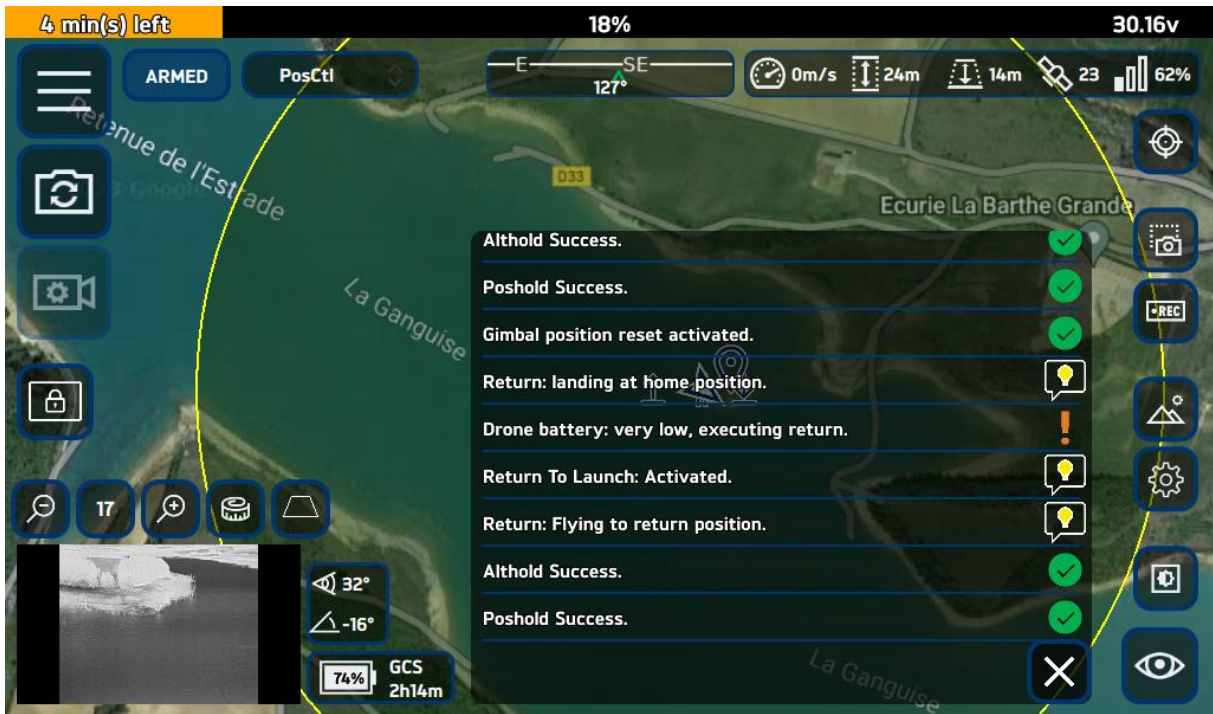 4 min(s) left
18%
30.16v
ARMED
PosCtl
E SE
127°
0m/s
24m
14m
23
62%
Retenue de l'Estrade
D33
Ecurie La Barthe Grande
Google
La Ganguise
REC
Althold Success.
Poshold Success.
Gimbal position reset activated.
Return: landing at home position.
Drone battery: very low, executing return.
Return To Launch: Activated.
Return: Flying to return position.
Althold Success.
Poshold Success.
17
32°
-16°
74%
GCS
2h14m
La Ganguise